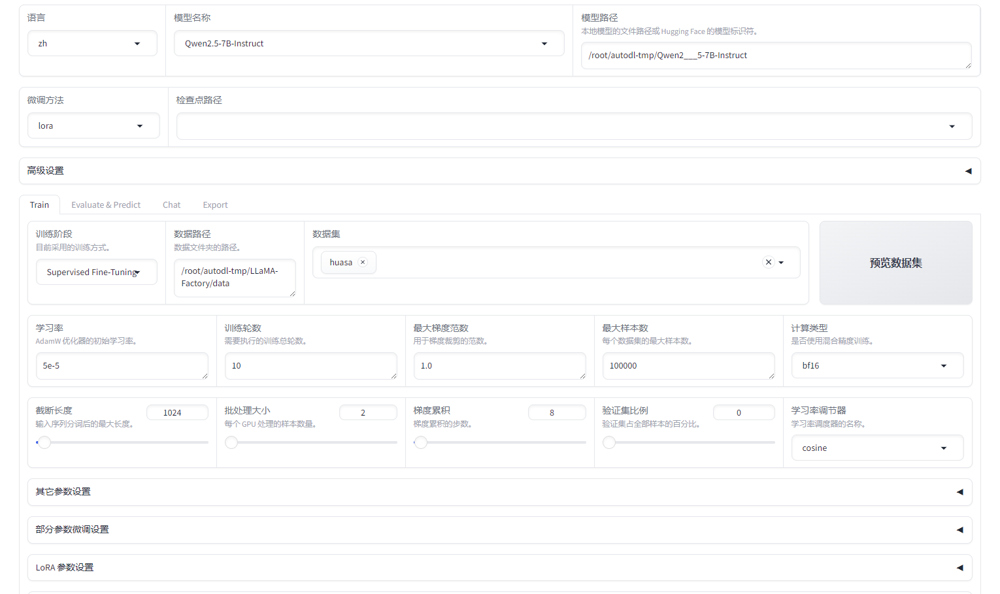 语言
zh
模型名称
Qwen2.5-7B-Instruct
模型路径
本地模型的文件路径或 Hugging Face 的模型标识符。
/root/autodl-tmp/Qwen2___5-7B-Instruct
微调方法
lora
检查点路径
高级设置
Train
Evaluate & Predict
Chat
Export
训练阶段
目前采用的训练方式。
Supervised Fine-Tuning
数据路径
数据文件夹的路径。
/root/autodl-tmp/LLaMA-
Factory/data
数据集
huasa
预览数据集
学习率
AdamW 优化器的初始学习率。
5e-5
训练轮数
需要执行的训练总轮数。
10
最大梯度范数
用于梯度裁剪的范数。
1.0
最大样本数
每个数据集的最大样本数。
100000
计算类型
是否使用混合精度训练。
bf16
截断长度
1024
输入序列分词后的最大长度。
批处理大小
2
每个 GPU 处理的样本数量。
梯度累积
8
梯度累积的步数。
验证集比例
0
验证集占全部样本的百分比。
学习率调节器
学习率调度器的名称。
cosine
其它参数设置
部分参数微调设置
LoRA 参数设置